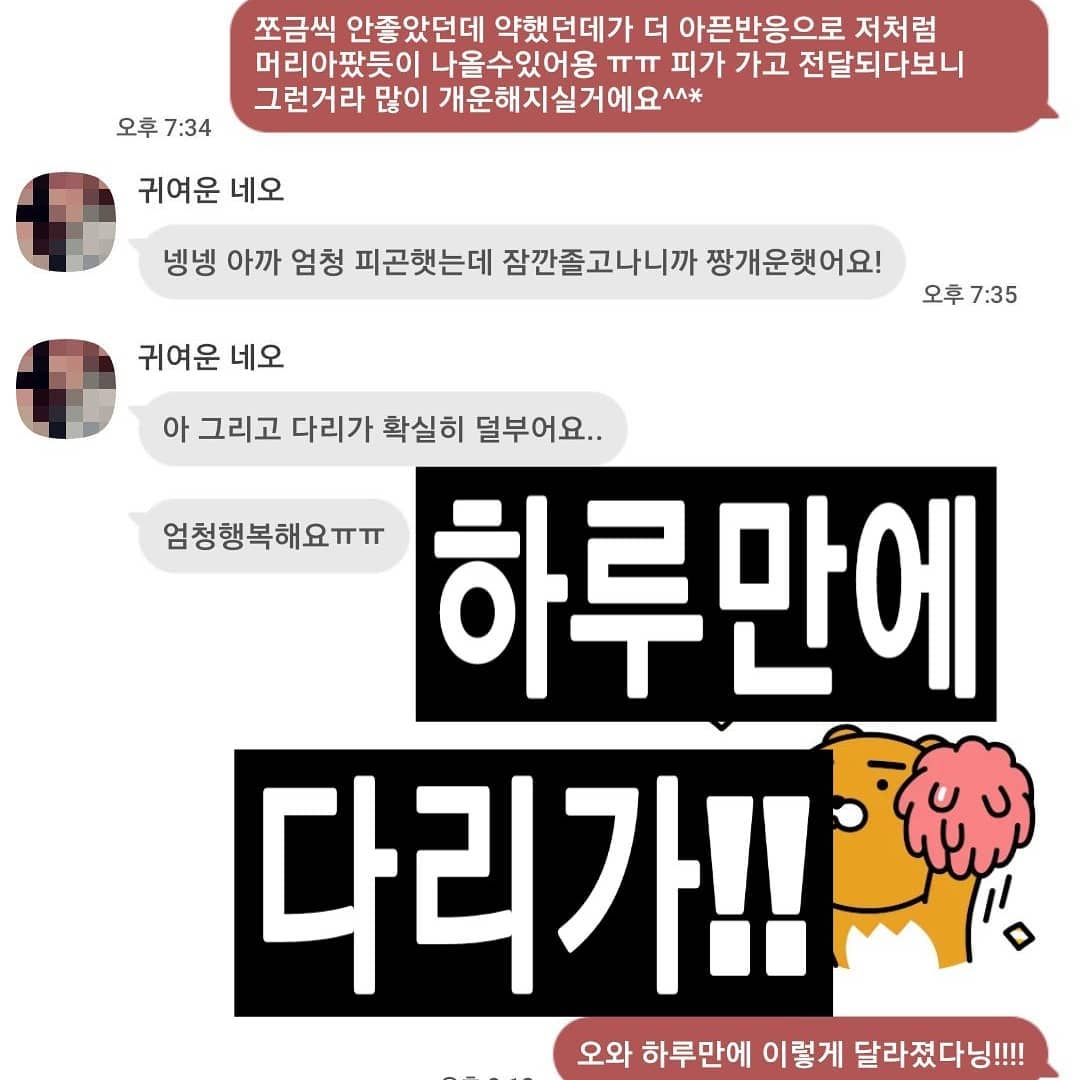 쪼금씩 안좋았던데 약했던데가 더 아픈반응으로 저처럼
머리아팠듯이 나올수있어용 ㅠㅠ 피가 가고 전달되다보니
그런거라 많이 개운해지실거에요^^*
오후 7:34
귀여운 네오
넹넹 아까 엄청 피곤햇는데 잠깐졸고나니까 짱개운햇어요!
오후 7:35
귀여운 네오
아 그리고 다리가 확실히 덜부어요..
엄청행복해요ㅠㅠ
하루만에
다리가!!
오와 하루만에 이렇게 달라졌다닝!!!!